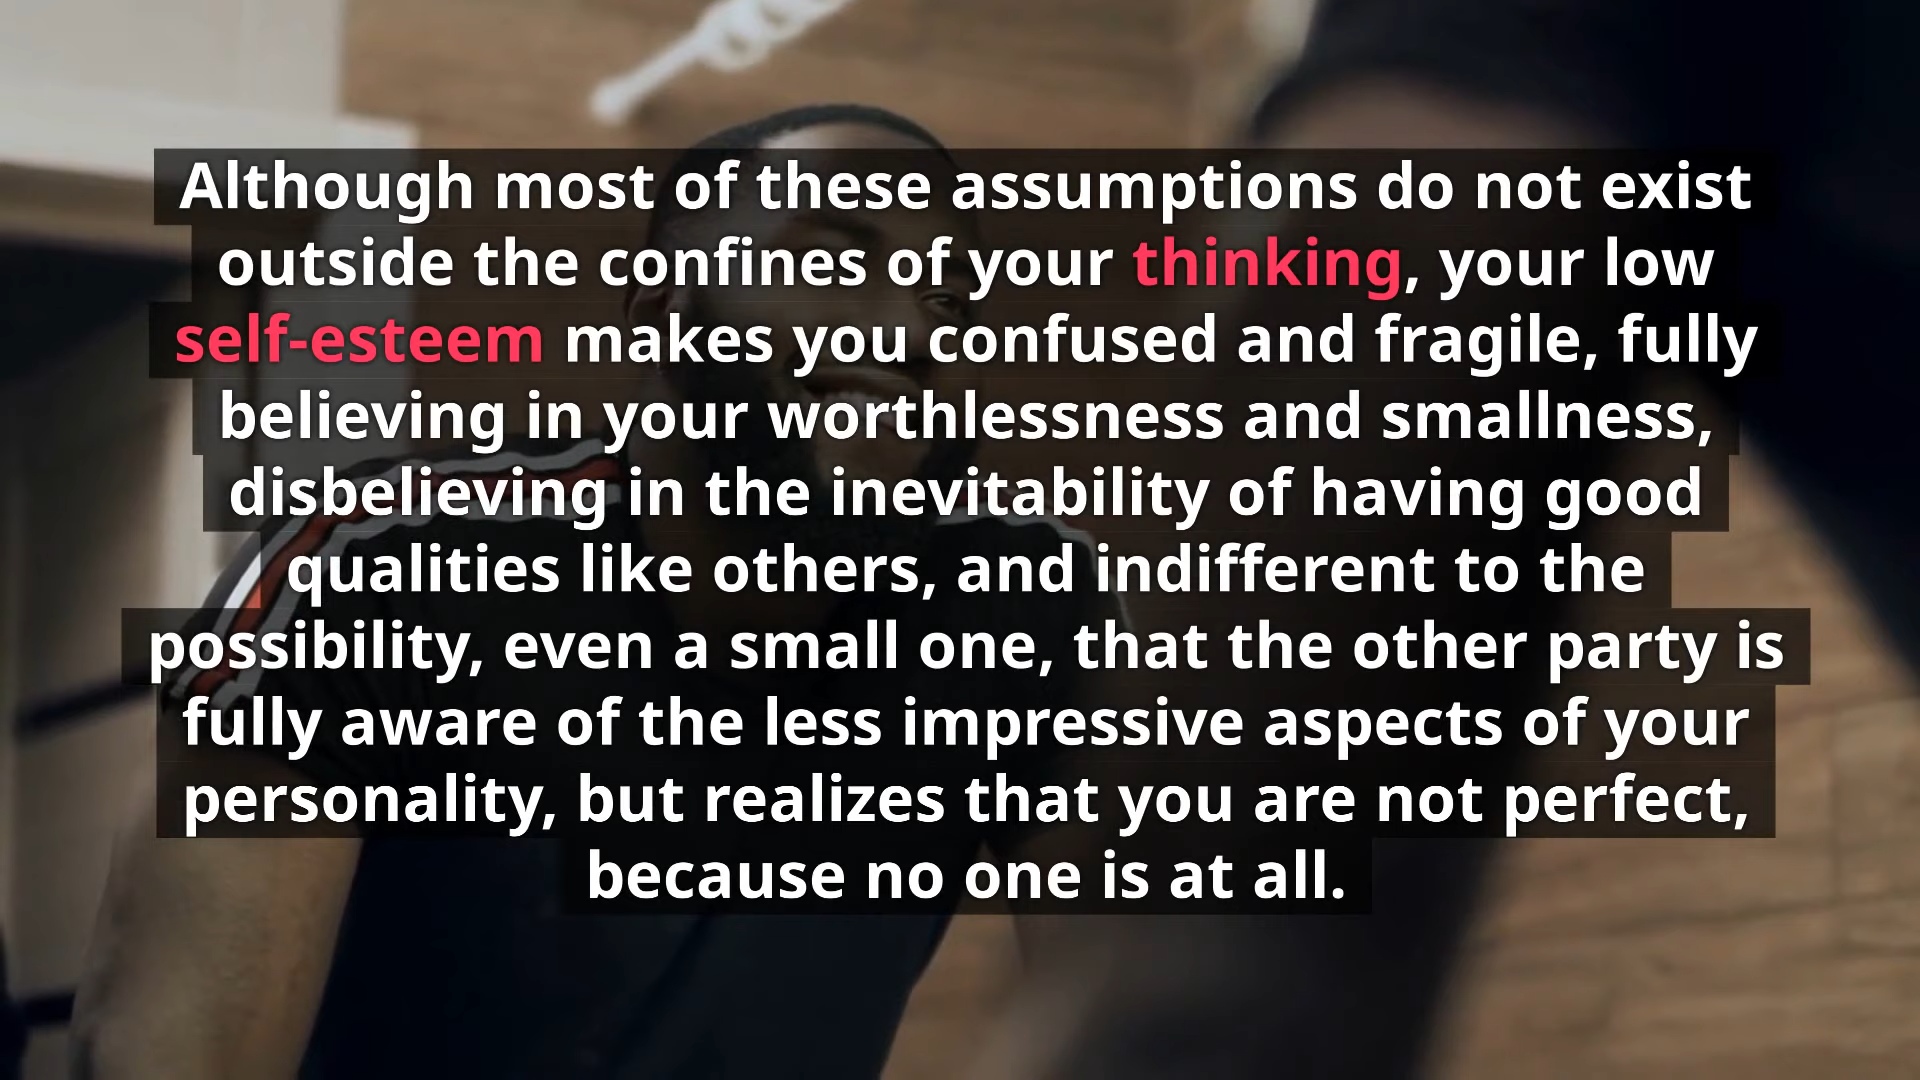 Although most of these assumptions do not exist
outside the confines of your thinking, your low
self-esteem makes you confused and fragile, fully
believing in your worthlessness and smallness,
disbelieving in the inevitability of having good
qualities like others, and indifferent to the
possibility, even a small one, that the other party is
fully aware of the less impressive aspects of your
personality, but realizes that you are not perfect,
because no one is at all.